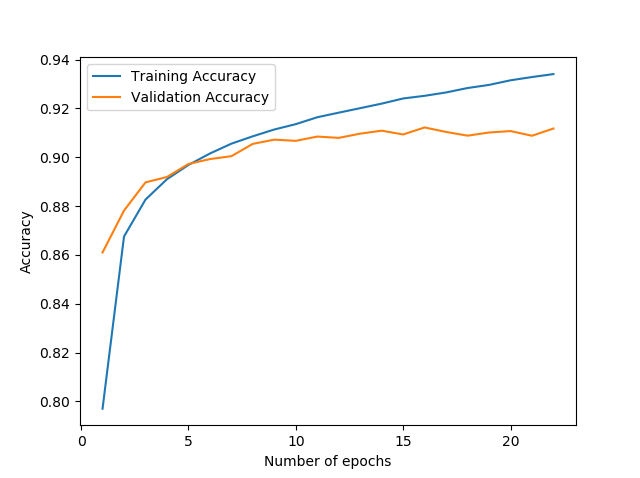 0.94
0.92
0.90
0.88
0.86
0.84
0.82
0.80
Accuracy
Training Accuracy
Validation Accuracy
0 5 10 15 20
Number of epochs